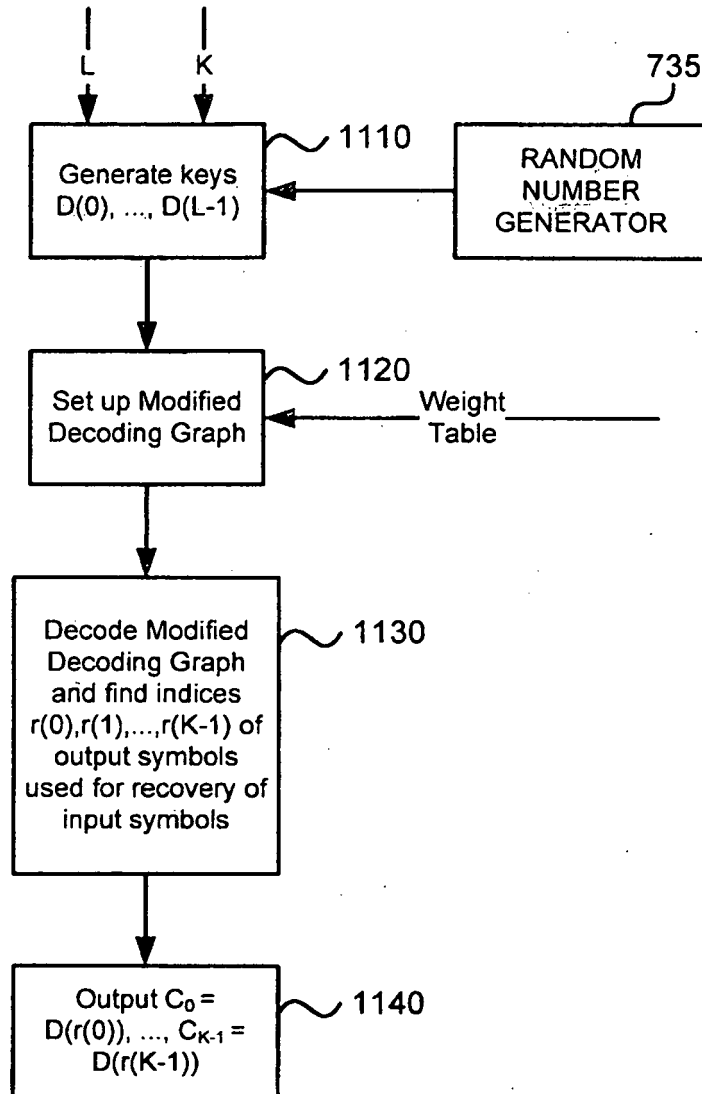 L
K
735
1110
Generate keys
D(0), ..., D(L-1)
RANDOM
NUMBER
GENERATOR
1120
Set up Modified
Decoding Graph
Weight
Table
1130
Decode Modified
Decoding Graph
and find indices
r(0),r(1),...,r(K-1) of
output symbols
used for recovery of
input symbols
1140
Output C₀ =
D(r(0)), ..., C_{K-1} =
D(r(K-1))